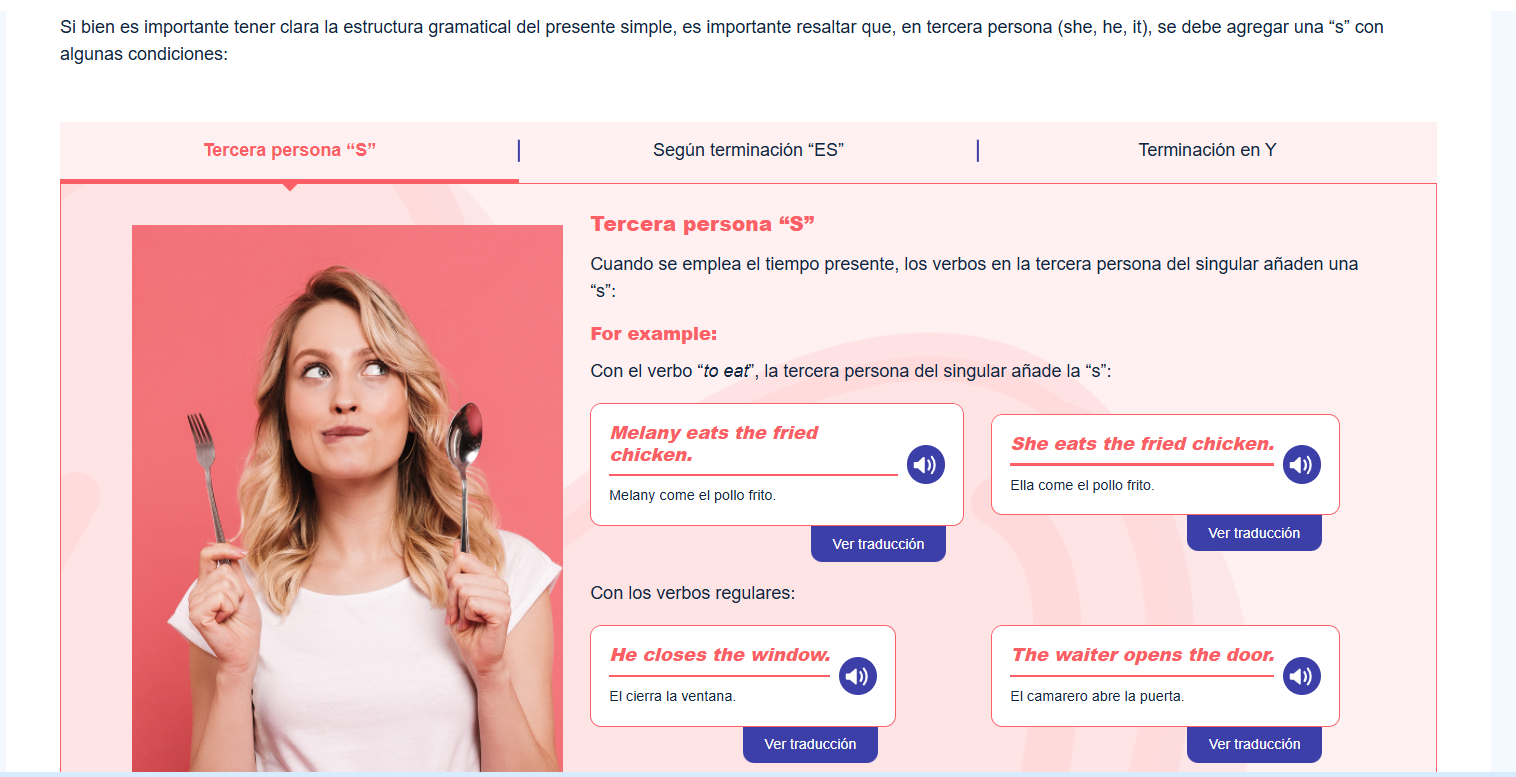 Si bien es importante tener clara la estructura gramatical del presente simple, es importante resaltar que, en tercera persona (she, he, it), se debe agregar una “s” con
algunas condiciones:
Tercera persona “S”
Según terminación “ES”
Terminación en Y
Tercera persona “S”
Cuando se emplea el tiempo presente, los verbos en la tercera persona del singular añaden una
“s”:
For example:
Con el verbo “to eat”, la tercera persona del singular añade la “s”:
Melany eats the fried
chicken.
Melany come el pollo frito.
Ver traducción
She eats the fried chicken.
Ella come el pollo frito.
Ver traducción
Con los verbos regulares:
He closes the window.
El cierra la ventana.
Ver traducción
The waiter opens the door.
El camarero abre la puerta.
Ver traducción